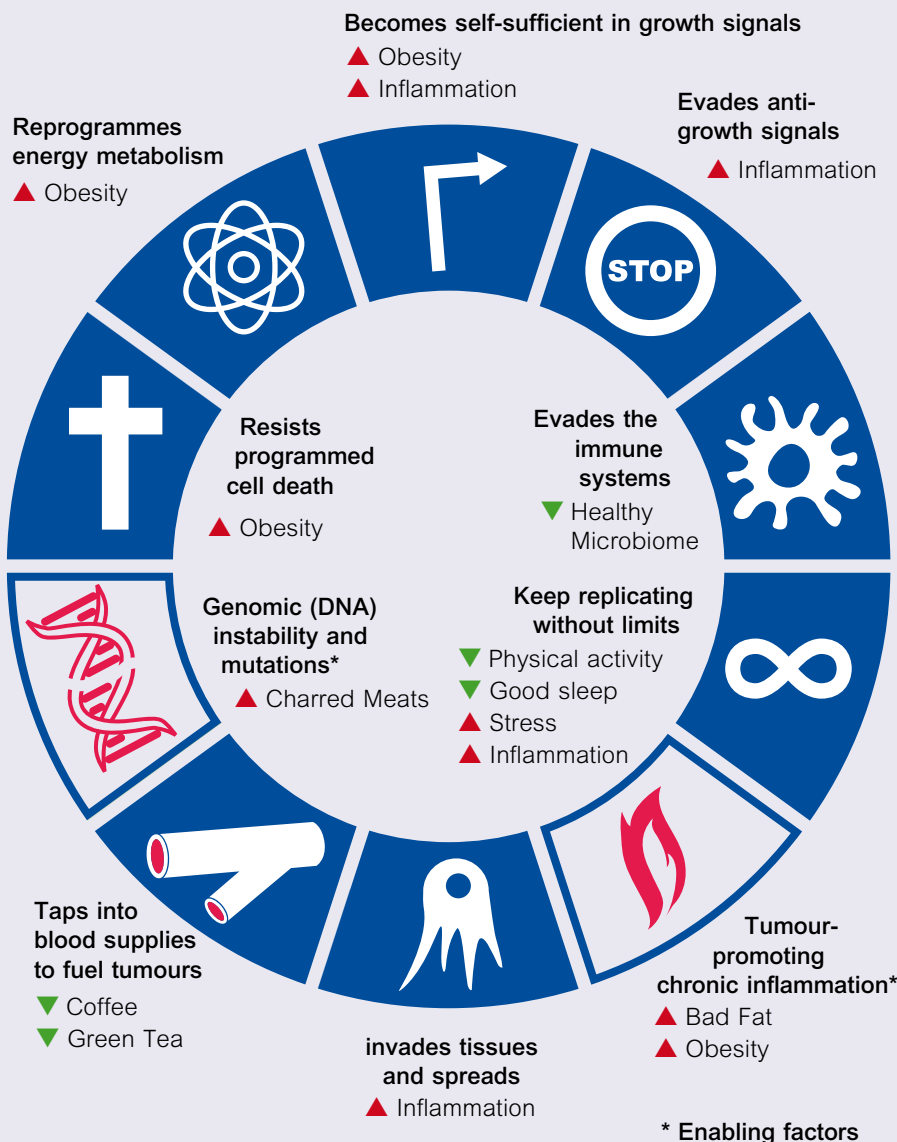 Becomes self-sufficient in growth signals
▲ Obesity
▲ Inflammation
Evades anti-
growth signals
▲ Inflammation
Reprogrammes
energy metabolism
▲ Obesity
STOP
Resists
programmed
cell death
▲ Obesity
Evades the
immune
systems
▼ Healthy
Microbiome
Genomic (DNA)
instability and
mutations*
▲ Charred Meats
Keep replicating
without limits
▼ Physical activity
▼ Good sleep
▲ Stress
▲ Inflammation
Taps into
blood supplies
to fuel tumours
▼ Coffee
▼ Green Tea
invades tissues
and spreads
▲ Inflammation
Tumour-
promoting
chronic inflammation*
▲ Bad Fat
▲ Obesity
* Enabling factors